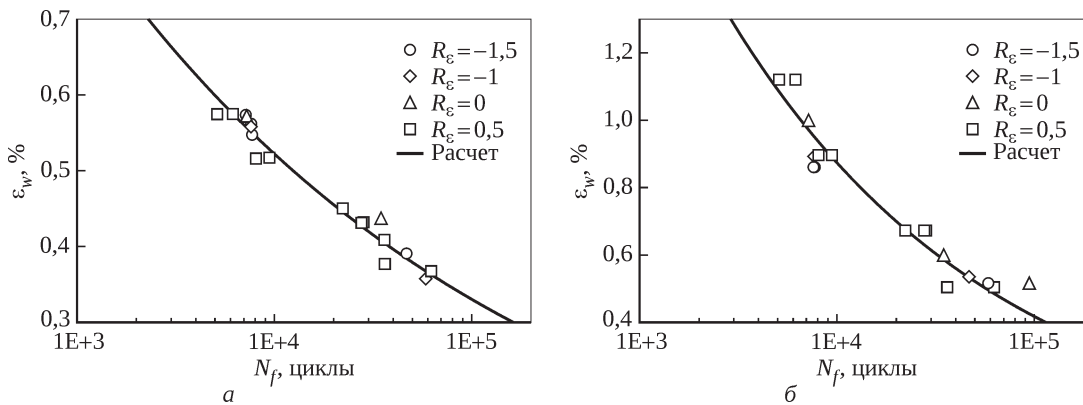 0,7
0,6
0,5
0,4
0,3
ε_w, %
R_ε=−1,5
R_ε=−1
R_ε=0
R_ε=0,5
Расчет
1E+3
1E+4
1E+5
N_f, циклы
а
1,2
1,0
0,8
0,6
0,4
ε_w, %
R_ε=−1,5
R_ε=−1
R_ε=0
R_ε=0,5
Расчет
1E+3
1E+4
1E+5
N_f, циклы
б